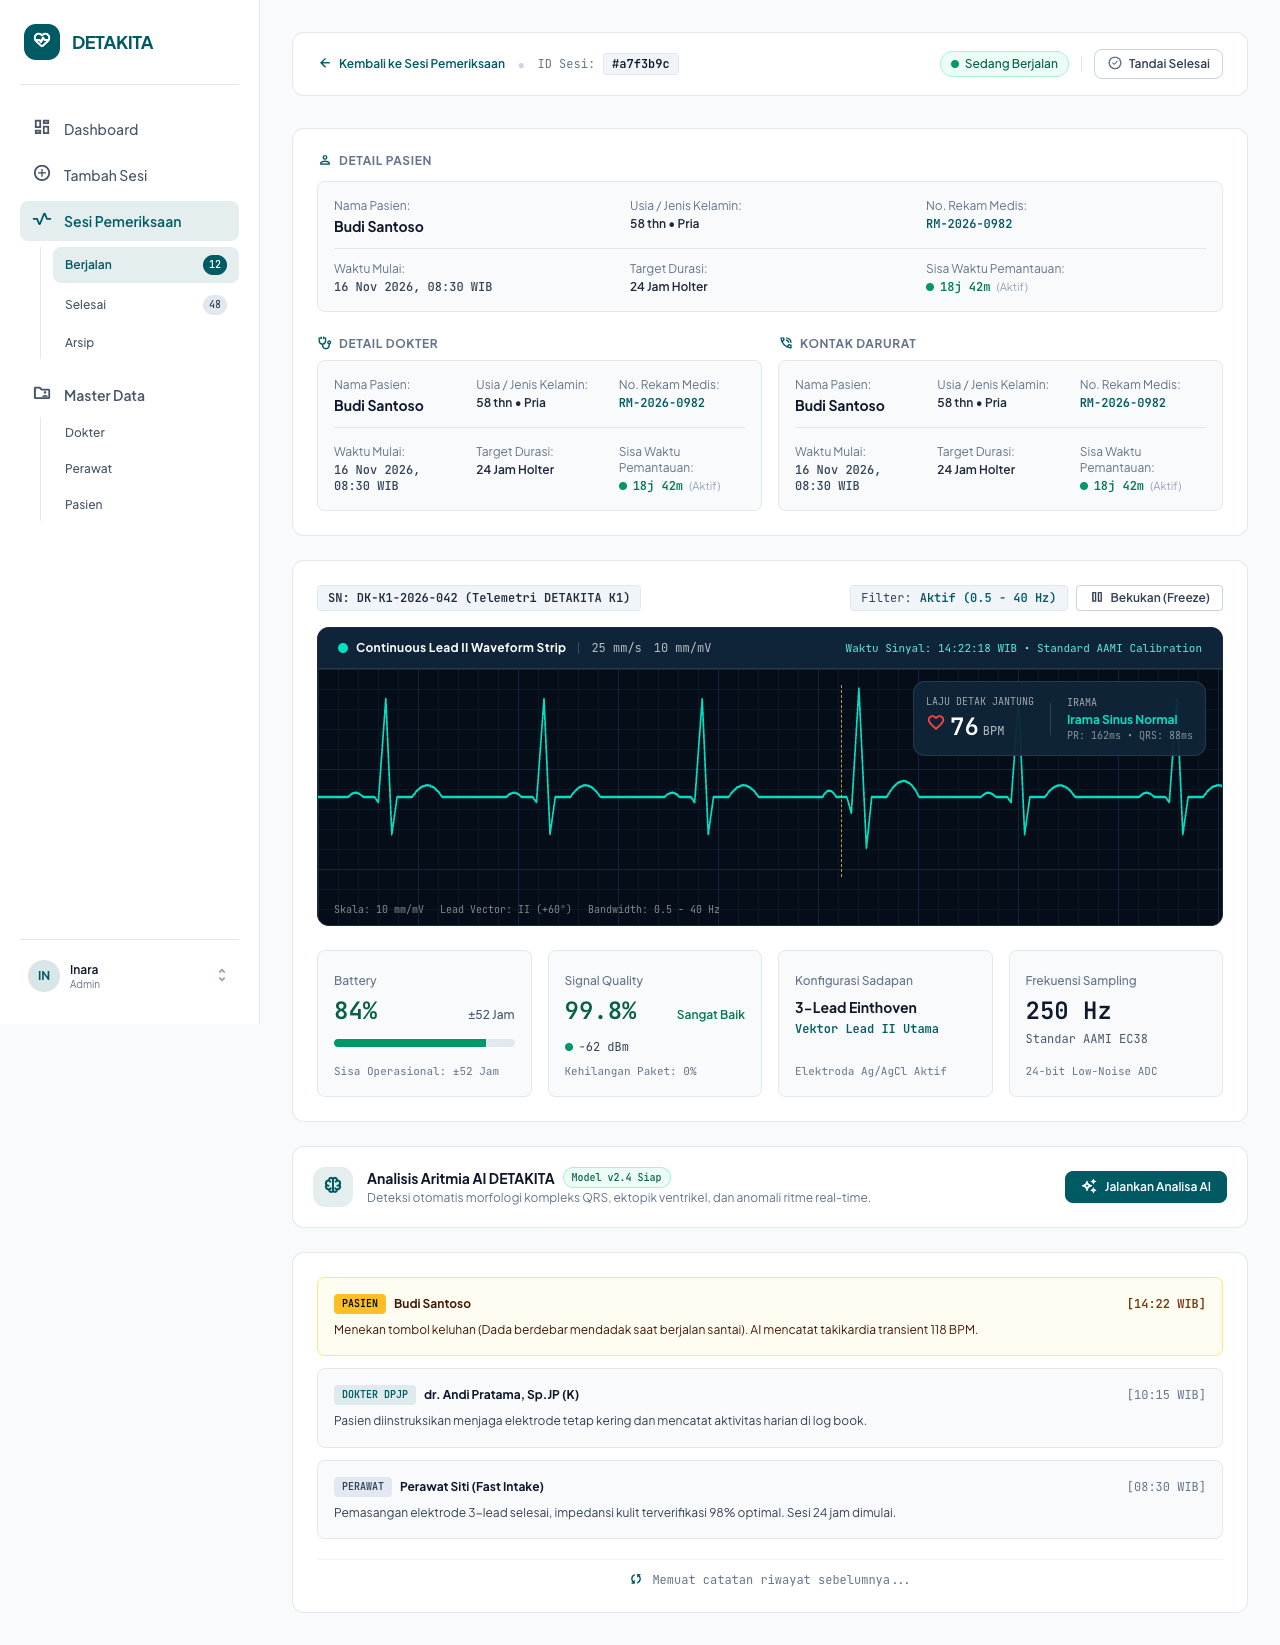 DETAKITA
Dashboard
Tambah Sesi
Sesi Pemeriksaan
Berjalan 12
Selesai 48
Arsip
Master Data
Dokter
Perawat
Pasien
IN Inara
Admin
Kembali ke Sesi Pemeriksaan • ID Sesi: #a7f3b9c
Sedang Berjalan
Tandai Selesai
DETAIL PASIEN
Nama Pasien: Usia / Jenis Kelamin: No. Rekam Medis:
Budi Santoso 58 thn • Pria RM-2026-0982
Waktu Mulai: Target Durasi: Sisa Waktu Pemantauan:
16 Nov 2026, 08:30 WIB 24 Jam Holter 18j 42m (Aktif)
DETAIL DOKTER
Nama Pasien: Usia / Jenis Kelamin: No. Rekam Medis:
Budi Santoso 58 thn • Pria RM-2026-0982
Waktu Mulai: Target Durasi: Sisa Waktu
Pemantauan:
16 Nov 2026, 24 Jam Holter
08:30 WIB 18j 42m (Aktif)
KONTAK DARURAT
Nama Pasien: Usia / Jenis Kelamin: No. Rekam Medis:
Budi Santoso 58 thn • Pria RM-2026-0982
Waktu Mulai: Target Durasi: Sisa Waktu
Pemantauan:
16 Nov 2026, 24 Jam Holter
08:30 WIB 18j 42m (Aktif)
SN: DK-K1-2026-042 (Telemetri DETAKITA K1)
Filter: Aktif (0.5 - 40 Hz)
Bekukan (Freeze)
Continuous Lead II Waveform Strip 25 mm/s 10 mm/mV
Waktu Sinyal: 14:22:18 WIB • Standard AAMI Calibration
LAJU DETAK JANTUNG
76 BPM
IRAMA
Irama Sinus Normal
PR: 162ms • QRS: 88ms
Skala: 10 mm/mV Lead Vector: II (+60°) Bandwidth: 0.5 - 40 Hz
Battery
84% ±52 Jam
Sisa Operasional: ±52 Jam
Signal Quality
99.8% Sangat Baik
-62 dBm
Kehilangan Paket: 0%
Konfigurasi Sadapan
3-Lead Einthoven
Vektor Lead II Utama
Elektroda Ag/AgCl Aktif
Frekuensi Sampling
250 Hz
Standar AAMI EC38
24-bit Low-Noise ADC
Analisis Aritmia AI DETAKITA Model v2.4 Siap
Deteksi otomatis morfologi kompleks QRS, ektopik ventrikel, dan anomali ritme real-time.
Jalankan Analisa AI
PASIEN Budi Santoso [14:22 WIB]
Menekan tombol keluhan (Dada berdebar mendadak saat berjalan santai). AI mencatat takikardia transient 118 BPM.
DOKTER DPJP dr. Andi Pratama, Sp.JP (K) [10:15 WIB]
Pasien diinstruksikan menjaga elektrode tetap kering dan mencatat aktivitas harian di log book.
PERAWAT Perawat Siti (Fast Intake) [08:30 WIB]
Pemasangan elektrode 3-lead selesai, impedansi kulit terverifikasi 98% optimal. Sesi 24 jam dimulai.
Memuat catatan riwayat sebelumnya...